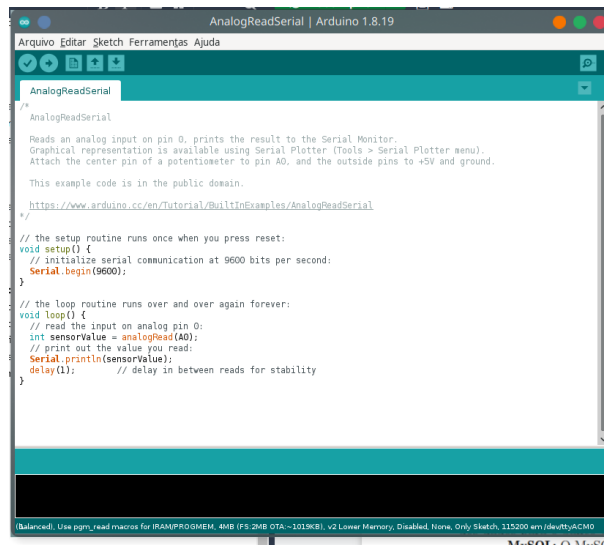 AnalogReadSerial | Arduino 1.8.19
Arquivo Editar Sketch Ferramentas Ajuda
AnalogReadSerial
/*
AnalogReadSerial
Reads an analog input on pin 0, prints the result to the Serial Monitor.
Graphical representation is available using Serial Plotter (Tools > Serial Plotter menu).
Attach the center pin of a potentiometer to pin A0, and the outside pins to +5V and ground.
This example code is in the public domain.
https://www.arduino.cc/en/Tutorial/BuiltInExamples/AnalogReadSerial
*/
// the setup routine runs once when you press reset:
void setup() {
// initialize serial communication at 9600 bits per second:
Serial.begin(9600);
}
// the loop routine runs over and over again forever:
void loop() {
// read the input on analog pin 0:
int sensorValue = analogRead(A0);
// print out the value you read:
Serial.println(sensorValue);
delay(1);        // delay in between reads for stability
}
Use pgm_read macros for IRAM/PROGMEM, 4MB (FS:2MB OTA:~1019KB), v2 Lower Memory, Disabled, None, Only Sketch, 115200 em /dev/ttyACM0